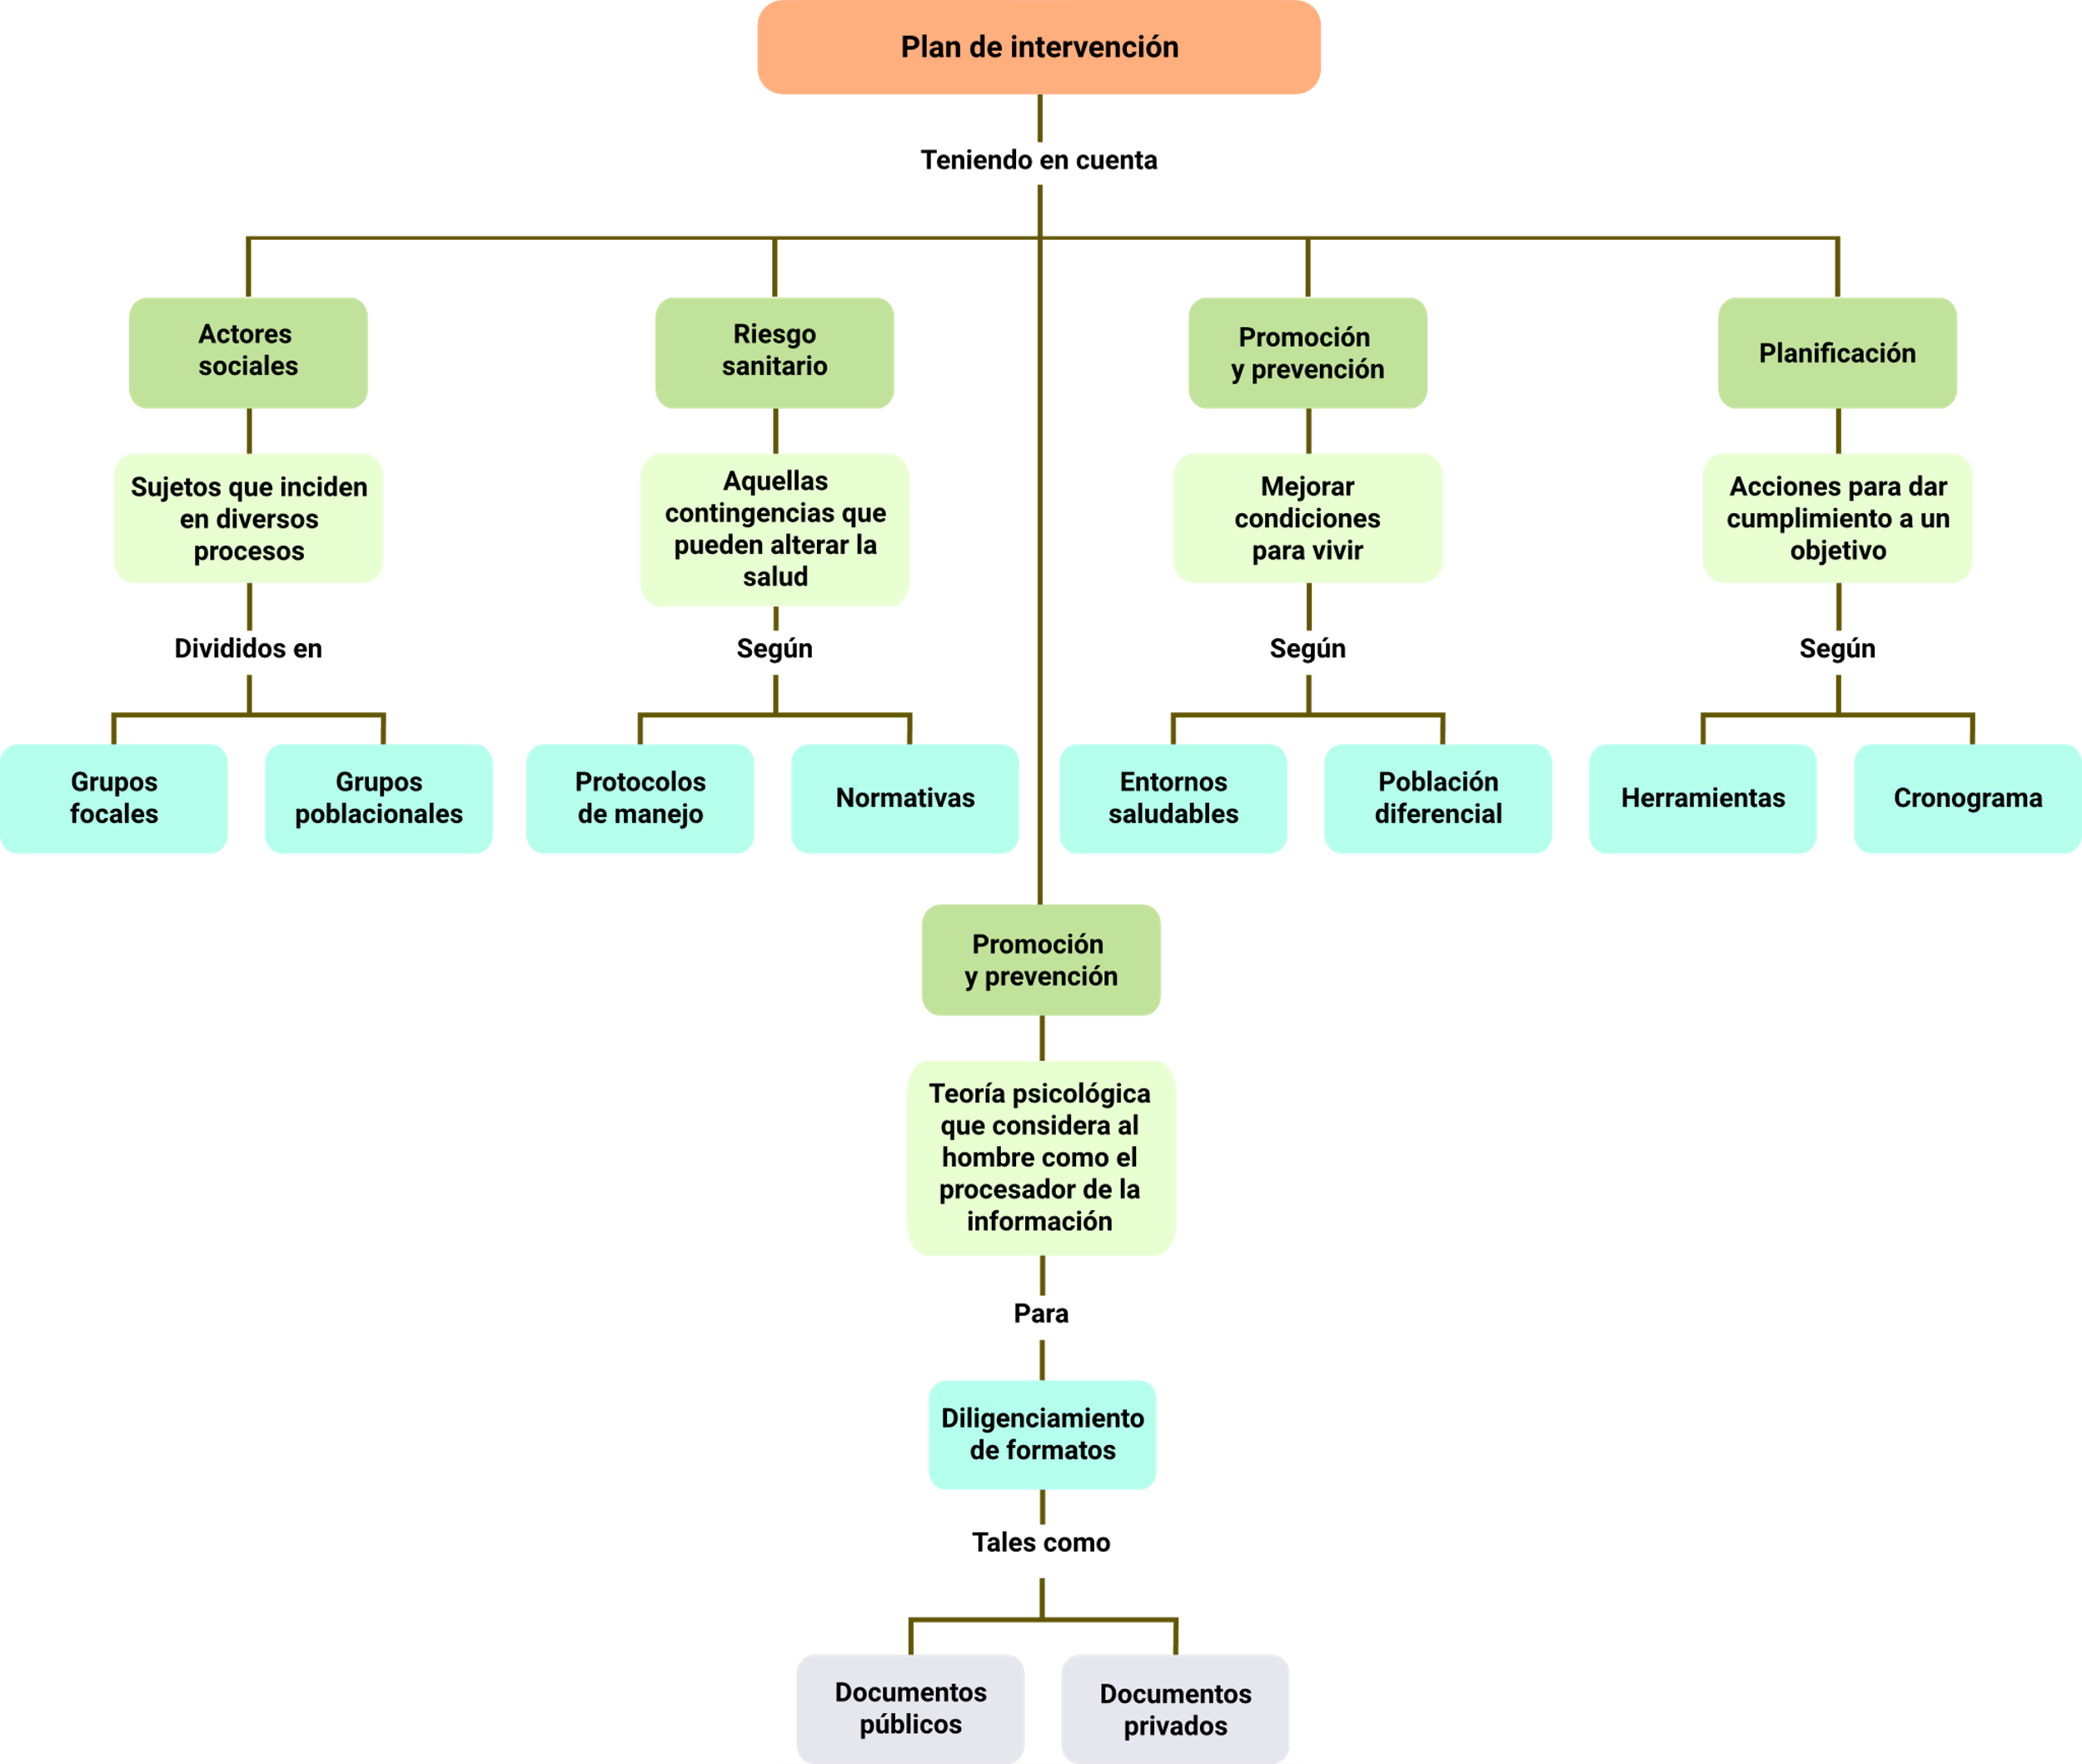 Plan de intervención
Teniendo en cuenta
Actores
sociales
Riesgo
sanitario
Promoción
y prevención
Planificación
Sujetos que inciden
en diversos
procesos
Aquellas
contingencias que
pueden alterar la
salud
Mejorar
condiciones
para vivir
Acciones para dar
cumplimiento a un
objetivo
Divididos en
Según
Según
Según
Grupos
focales
Grupos
poblacionales
Protocolos
de manejo
Normativas
Entornos
saludables
Población
diferencial
Herramientas
Cronograma
Promoción
y prevención
Teoría psicológica
que considera al
hombre como el
procesador de la
información
Para
Diligenciamiento
de formatos
Tales como
Documentos
públicos
Documentos
privados